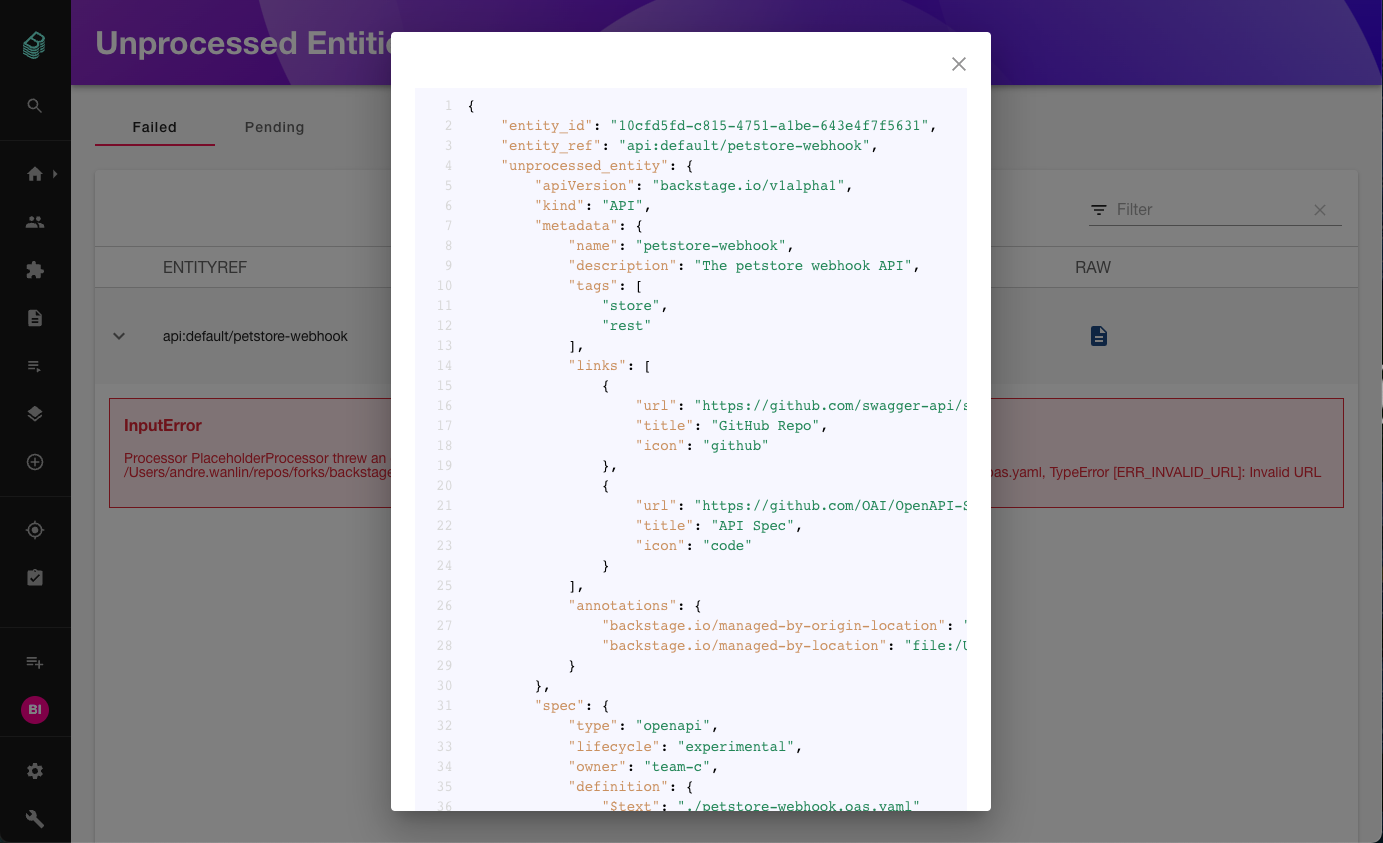 Unprocessed Entitie
Failed
Pending
Filter
ENTITYREF
RAW
api:default/petstore-webhook
InputError
Processor PlaceholderProcessor threw an
/Users/andre.wanlin/repos/forks/backstage
oas.yaml, TypeError [ERR_INVALID_URL]: Invalid URL
BI
1 {
2 "entity_id": "10cfd5fd-c815-4751-a1be-643e4f7f5631",
3 "entity_ref": "api:default/petstore-webhook",
4 "unprocessed_entity": {
5 "apiVersion": "backstage.io/v1alpha1",
6 "kind": "API",
7 "metadata": {
8 "name": "petstore-webhook",
9 "description": "The petstore webhook API",
10 "tags": [
11 "store",
12 "rest"
13 ],
14 "links": [
15 {
16 "url": "https://github.com/swagger-api/s
17 "title": "GitHub Repo",
18 "icon": "github"
19 },
20 {
21 "url": "https://github.com/OAI/OpenAPI-S
22 "title": "API Spec",
23 "icon": "code"
24 }
25 ],
26 "annotations": {
27 "backstage.io/managed-by-origin-location": "
28 "backstage.io/managed-by-location": "file:/U
29 }
30 },
31 "spec": {
32 "type": "openapi",
33 "lifecycle": "experimental",
34 "owner": "team-c",
35 "definition": {
36 "$text": "./petstore-webhook.oas.yaml"